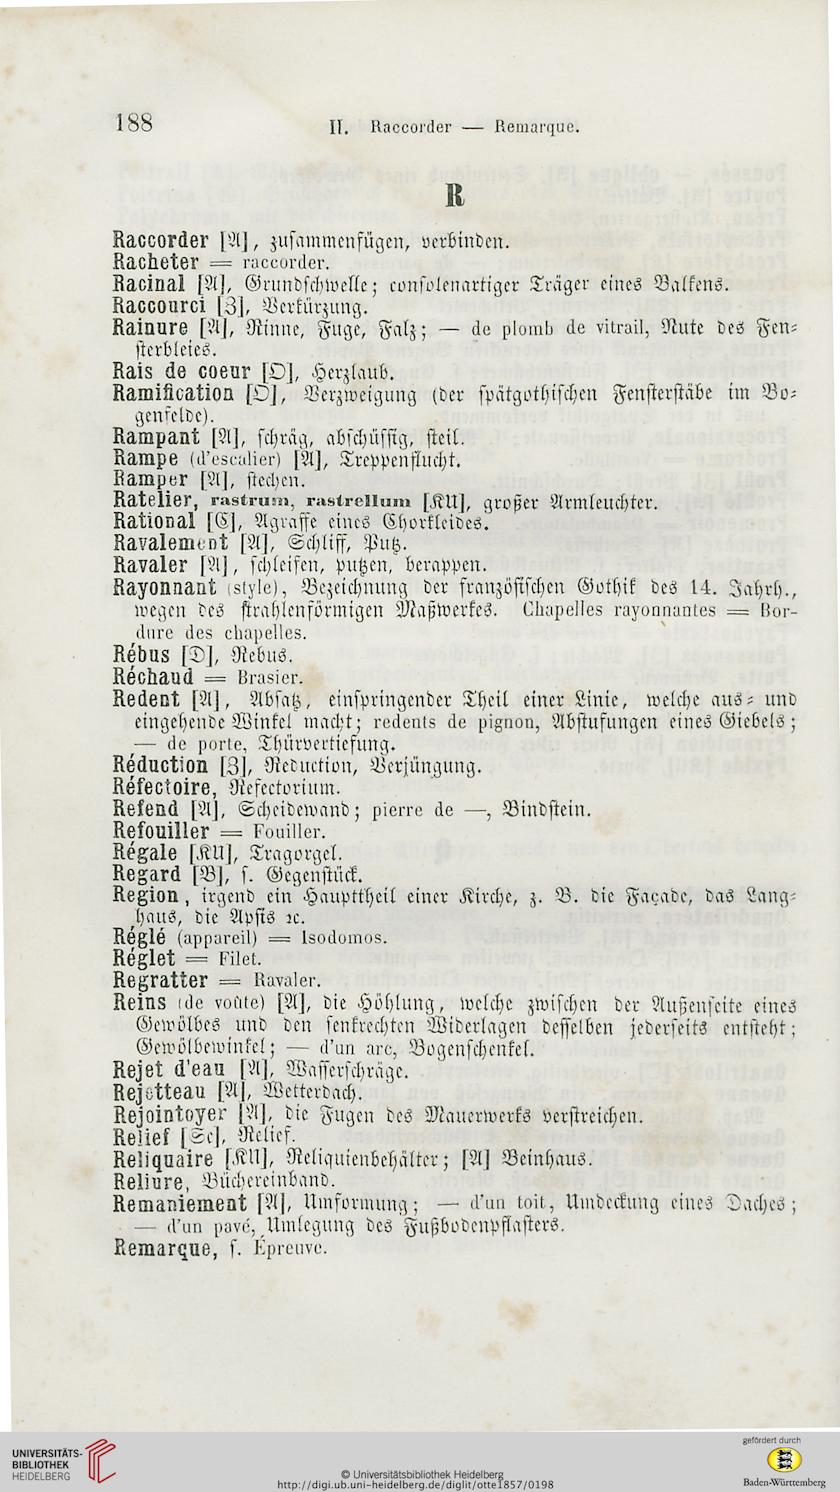 188
II. Raccorder — Remarque.
R
Raccorder [A], zusammenfügen, verbinden.
Racheter = raccorder.
Racinal [A], Grundschwelle; consolenartiger Träger eines Balkens.
Raccourci [Z], Verkürzung.
Rainure [A], Rinne, Fuge, Falz; — de plomb de vitrail, Nute des Fen-
sterbleies.
Rais de coeur [O], Herzlaub.
Ramification [O], Verzweigung (der spätgothischen Fensterstäbe im Bo-
genfelde).
Rampant [A], schräg, abschüssig, steil.
Rampe (d'escalier) [A], Treppenflucht.
Ramper [A], stechen.
Ratelier, rastrum, rastrellum [KU], großer Armleuchter.
Rational [C], Agraffe eines Chorkleides.
Ravalement [A], Schliff, Putz.
Ravaler [A], schleifen, putzen, berappen.
Rayonnant (style), Bezeichnung der französischen Gothik des 14. Jahrh.,
wegen des strahlenförmigen Maßwerkes. Chapelles rayonnantes = Bor-
dure des chapelles.
Rébus [D], Rebus.
Réchaud = Brasier.
Redent [A], Absatz, einspringender Theil einer Linie, welche aus- und
eingehende Winkel macht; redents de pignon, Abstufungen eines Giebels;
— de porte, Thürvertiefung.
Réduction [Z], Reduction, Verjüngung.
Réfectoire, Refectorium.
Refend [A], Scheidewand; pierre de —, Bindstein.
Refouiller = Fouiller.
Régale [KU], Tragorgel.
Regard [B], s. Gegenstück.
Region, irgend ein Haupttheil einer Kirche, z. B. die Façade, das Lang-
haus, die Apsis ꝛc.
Réglé (appareil) = Isodomos.
Réglet = Filet.
Regratter = Ravaler.
Reins (de voûte) [A], die Höhlung, welche zwischen der Außenseite eines
Gewölbes und den senkrechten Widerlagen desselben jederseits entsteht;
Gewölbewinkel; — d'un arc, Bogenschenkel.
Rejet d'eau [A], Wasserschräge.
Rejetteau [A], Wetterdach.
Rejointoyer [A], die Fugen des Mauerwerks verstreichen.
Relief [Sc], Relief.
Reliquaire [KU], Reliquienbehälter; [A] Beinhaus.
Reliure, Büchereinband.
Remaniement [A], Umformung; — d'un toit, Umdeckung eines Daches;
— d'un pavé, Umlegung des Fußbodenpflasters.
Remarque, s. Épreuve.
UNIVERSITÄTS-
BIBLIOTHEK
HEIDELBERG
© Universitätsbibliothek Heidelberg
http://digi.ub.uni-heidelberg.de/diglit/otte1857/0198
gefördert durch
Baden-Württemberg